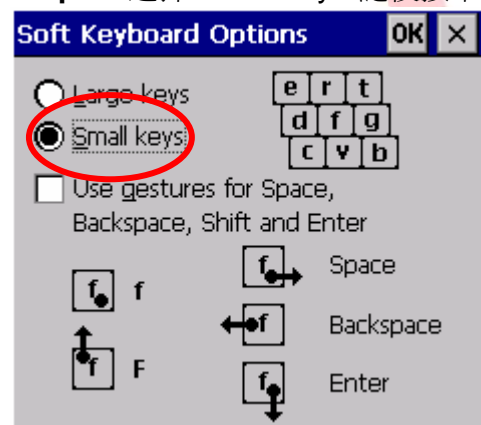 Soft Keyboard Options OK ×
Large keys
Small keys
e r t
d f g
c v b
Use gestures for Space,
Backspace, Shift and Enter
f f
f F
f Space
f Backspace
f Enter